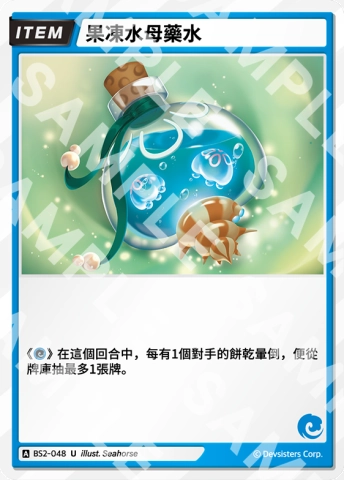 ITEM
果凍水母藥水
SAMPLE
《》在這個回合中，每有1個對手的餅乾暈倒，便從
牌庫抽最多1張牌。
A BS2-048 U illust. Seahorse
© Devsisters Corp.